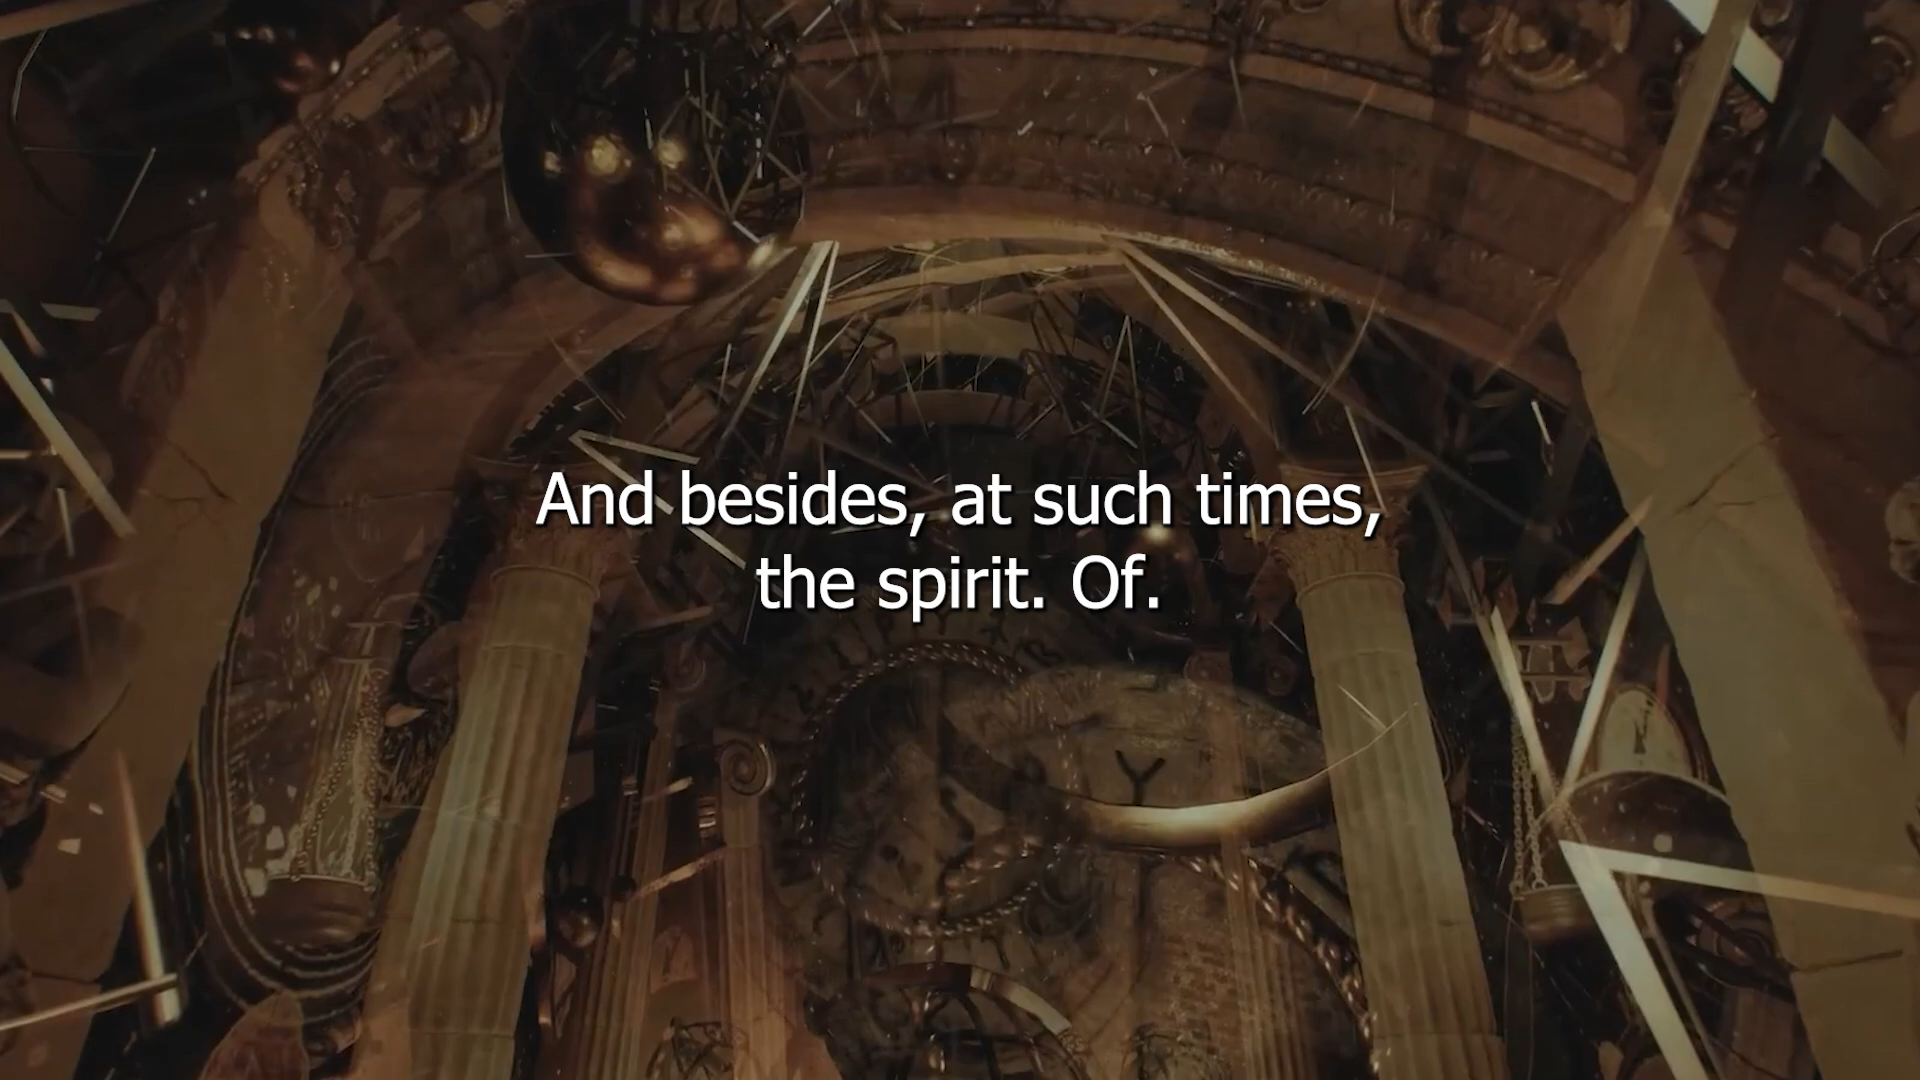 And besides, at such times,
the spirit. Of.